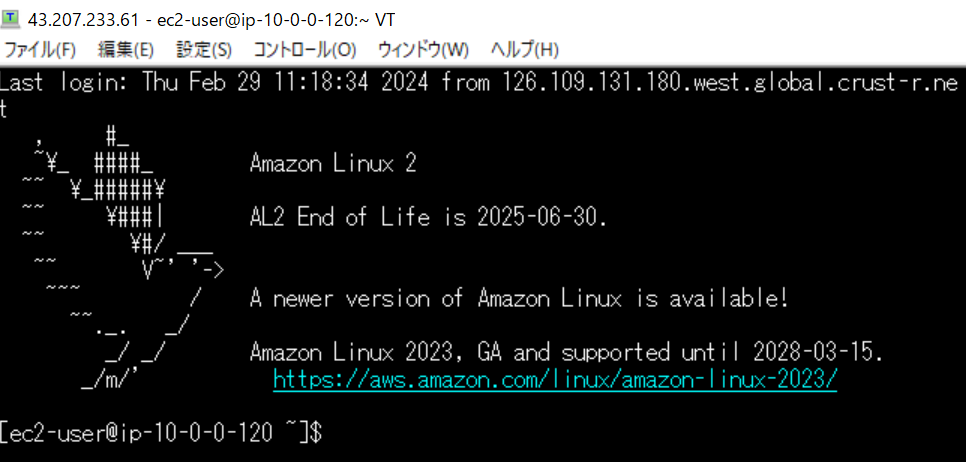 43.207.233.61 - ec2-user@ip-10-0-0-120:~ VT
ファイル(F) 編集(E) 設定(S) コントロール(O) ウィンドウ(W) ヘルプ(H)
Last login: Thu Feb 29 11:18:34 2024 from 126.109.131.180.west.global.crust-r.ne
t
   ,     #_
   ~¥_  ####_        Amazon Linux 2
  ~~  ¥_#####¥
  ~~     ¥###|       AL2 End of Life is 2025-06-30.
  ~~       ¥#/ ___
   ~~       V~' '->
    ~~~         /    A newer version of Amazon Linux is available!
      ~~._.   _/
         _/ _/       Amazon Linux 2023, GA and supported until 2028-03-15.
       _/m/'           https://aws.amazon.com/linux/amazon-linux-2023/
[ec2-user@ip-10-0-0-120 ~]$